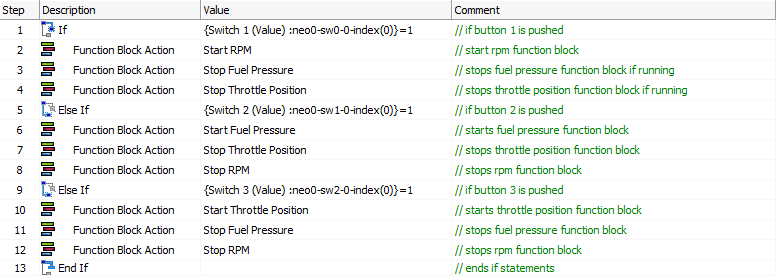 Step Description Value Comment
1 If {Switch 1 (Value) :neo0-sw0-0-index(0)}=1 // if button 1 is pushed
2 Function Block Action Start RPM // start rpm function block
3 Function Block Action Stop Fuel Pressure // stops fuel pressure function block if running
4 Function Block Action Stop Throttle Position // stops throttle position function block if running
5 Else If {Switch 2 (Value) :neo0-sw1-0-index(0)}=1 // if button 2 is pushed
6 Function Block Action Start Fuel Pressure // starts fuel pressure function block
7 Function Block Action Stop Throttle Position // stops throttle position function block
8 Function Block Action Stop RPM // stops rpm function block
9 Else If {Switch 3 (Value) :neo0-sw2-0-index(0)}=1 // if button 3 is pushed
10 Function Block Action Start Throttle Position // starts throttle position function block
11 Function Block Action Stop Fuel Pressure // stops fuel pressure function block
12 Function Block Action Stop RPM // stops rpm function block
13 End If // ends if statements